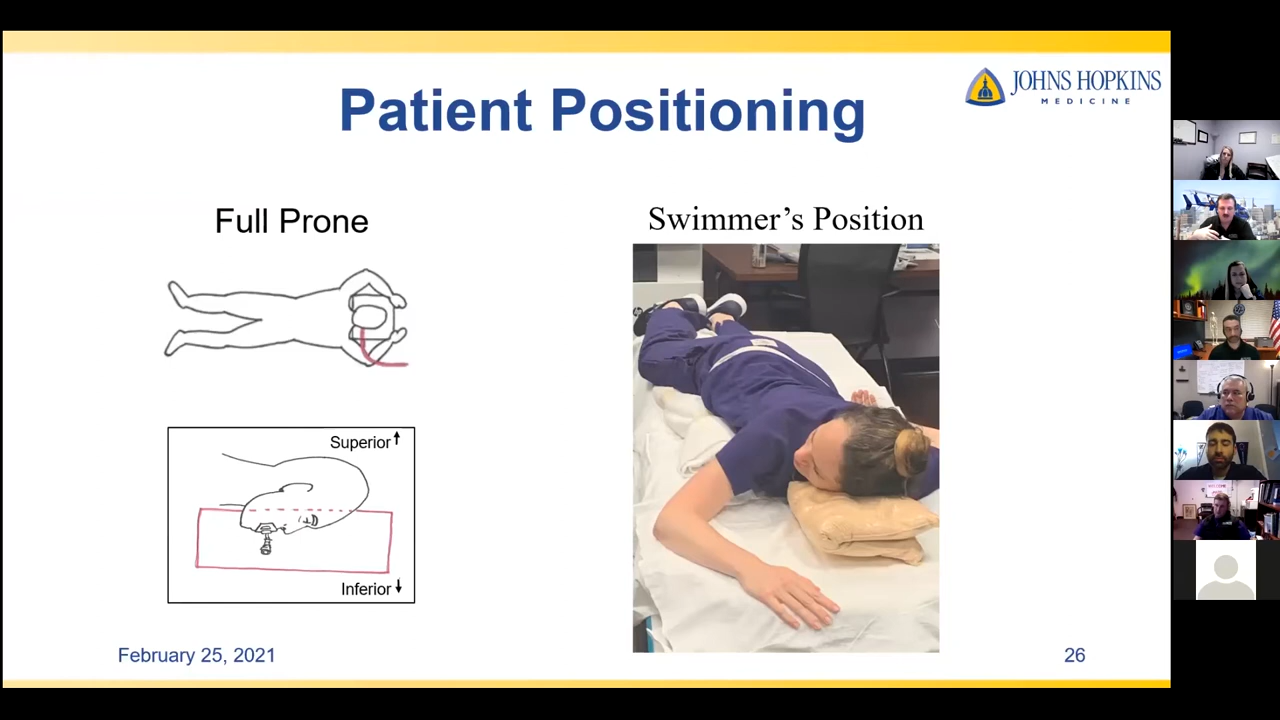 Patient Positioning
JOHNS HOPKINS
MEDICINE
Full Prone
Swimmer’s Position
Superior
Inferior
February 25, 2021
26